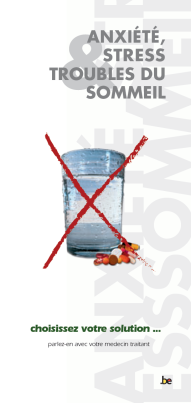 ANXIÉTÉ,
& STRESS
TROUBLES DU
SOMMEIL
choisissez votre solution ...
parlez-en avec votre médecin traitant
.be